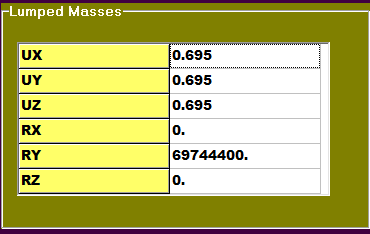 Lumped Masses
UX 0.695
UY 0.695
UZ 0.695
RX 0.
RY 69744400.
RZ 0.